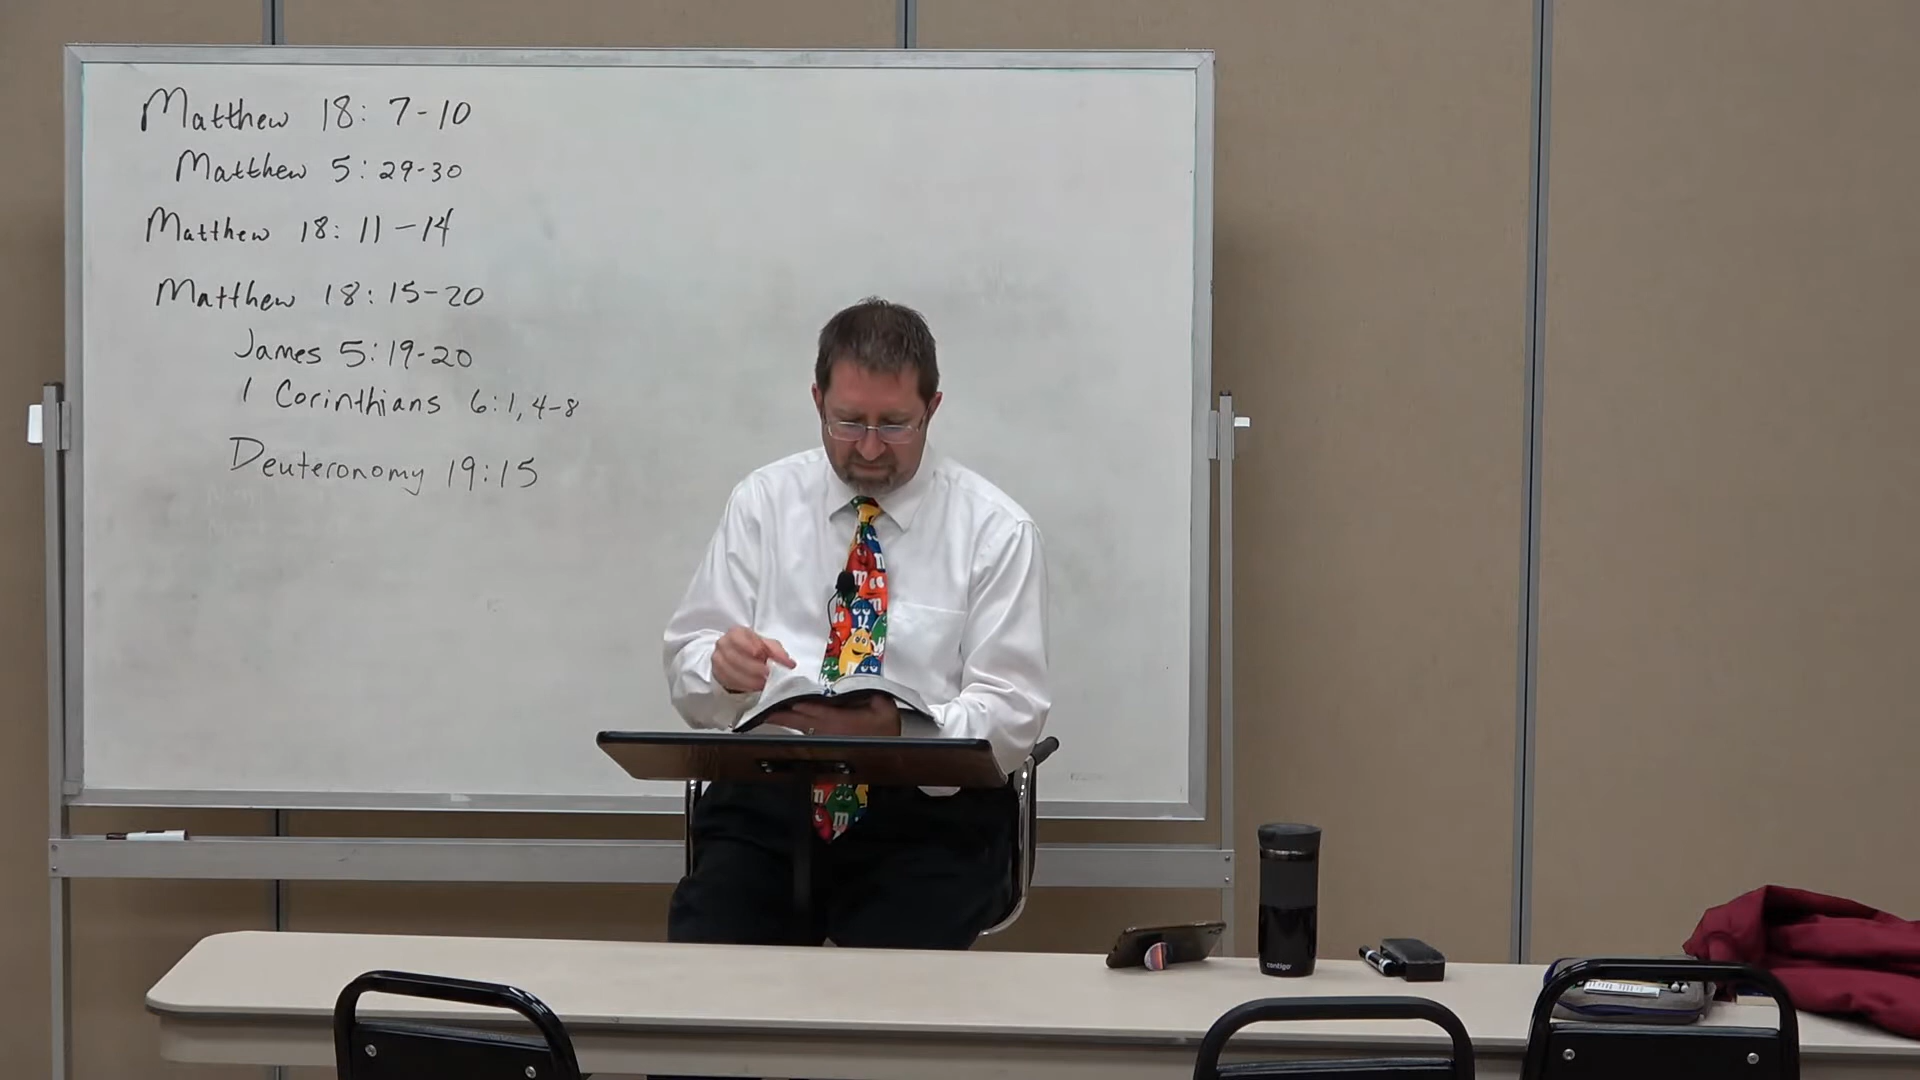 Matthew 18: 7-10
Matthew 5: 29-30
Matthew 18: 11-14
Matthew 18: 15-20
James 5:19-20
1 Corinthians 6:1, 4-8
Deuteronomy 19:15
m
m
m
m
m
contigo